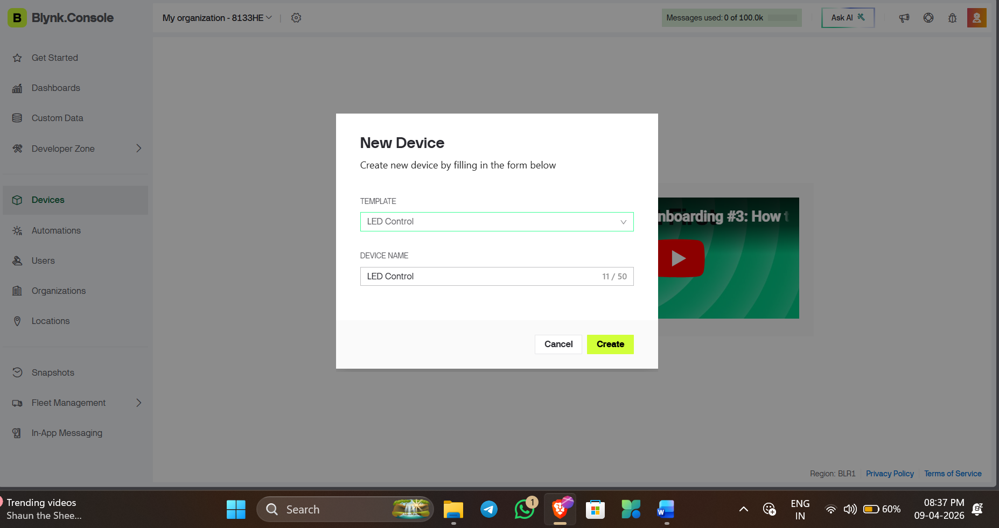 B Blynk.Console
My organization - 8133HE
Messages used: 0 of 100.0k
Ask AI
Get Started
Dashboards
Custom Data
Developer Zone
Devices
Automations
Users
Organizations
Locations
Snapshots
Fleet Management
In-App Messaging
New Device
Create new device by filling in the form below
TEMPLATE
LED Control
DEVICE NAME
LED Control 11 / 50
Cancel Create
nboarding #3: How t
Region: BLR1 Privacy Policy Terms of Service
Trending videos
Shaun the Shee...
Search
1
W
ENG
IN
60%
08:37 PM
09-04-2026